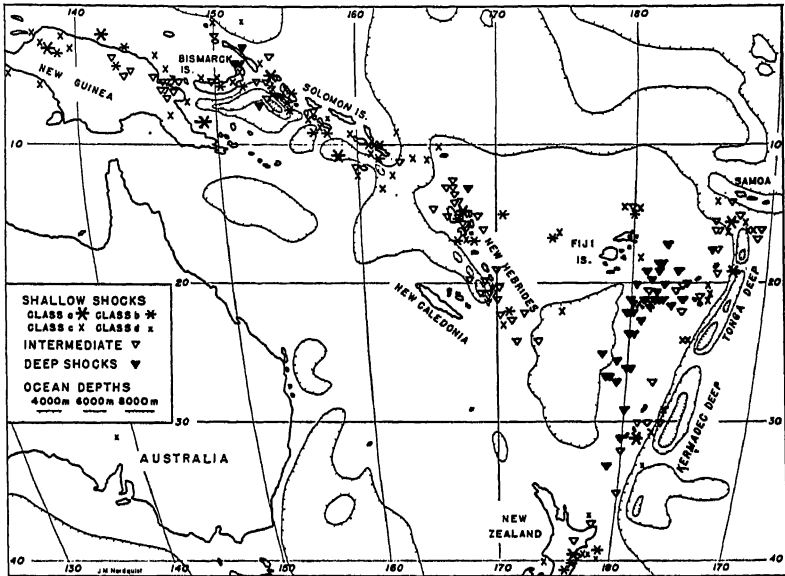 140 150 160 170 180 170
BISMARCK
IS.
NEW GUINEA
SOLOMON IS.
10 10
SAMOA
FIJI
IS.
NEW HEBRIDES
20 20
NEW CALEDONIA
TONGA DEEP
SHALLOW SHOCKS
CLASS a CLASS b
CLASS c CLASS d
INTERMEDIATE
DEEP SHOCKS
OCEAN DEPTHS
4000m 6000m 8000m
30 30
KERMADEC DEEP
AUSTRALIA
NEW
ZEALAND
40 40
J M Nordquist
130 140 150 160 170 180 170